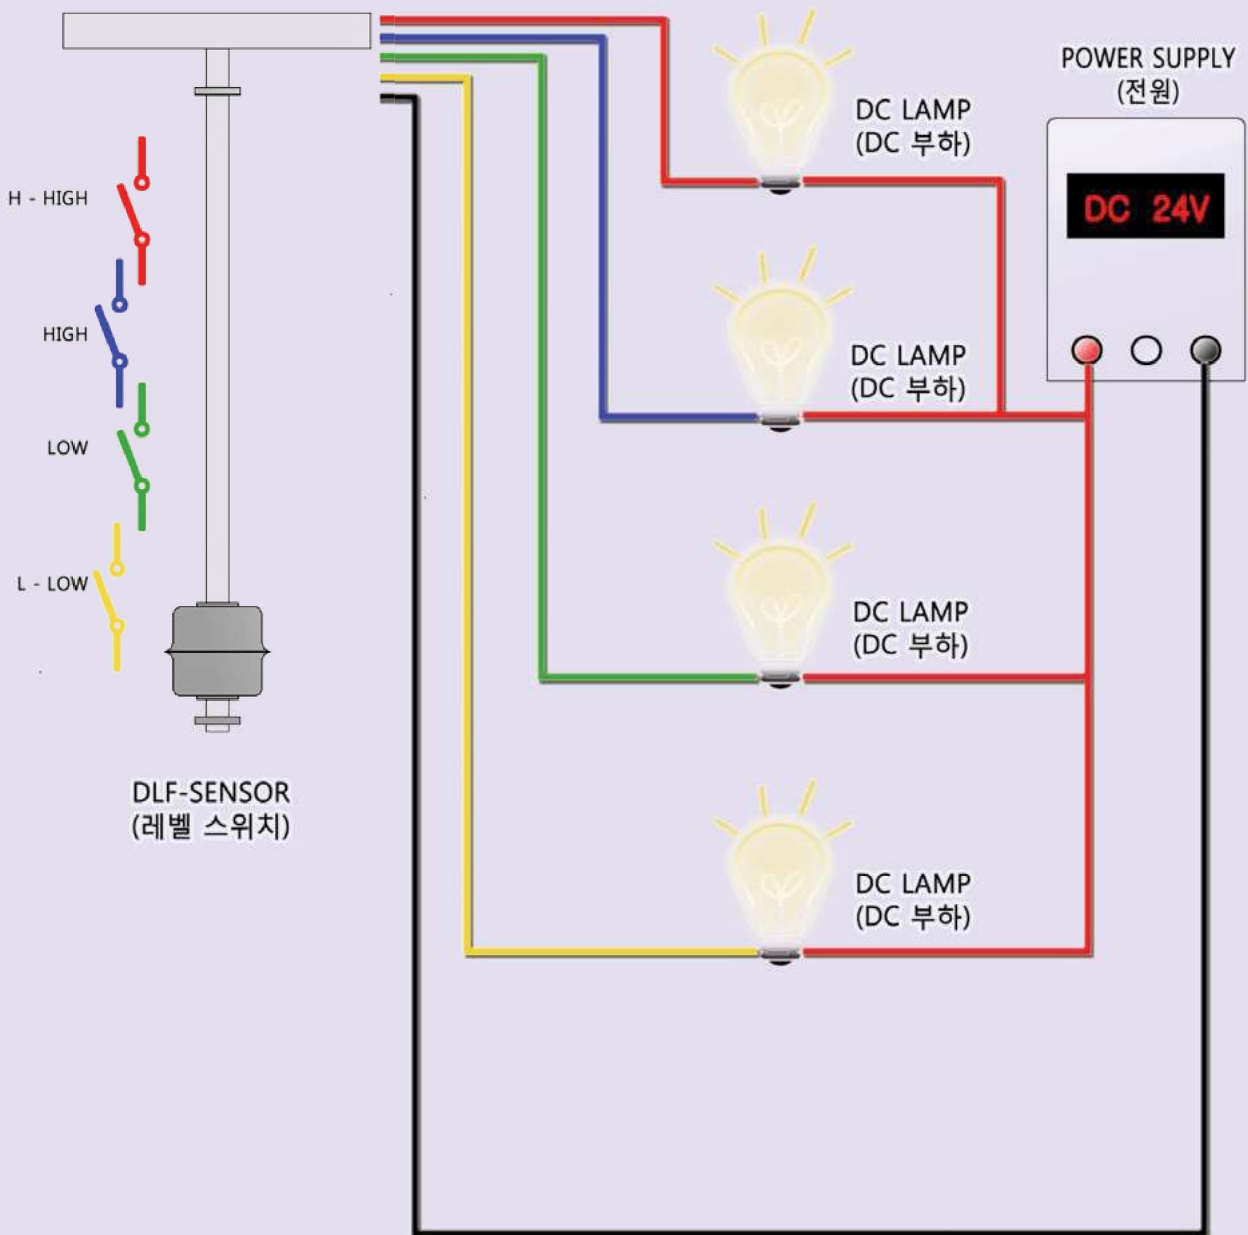 POWER SUPPLY
(전원)
DC 24V
DC LAMP
(DC 부하)
H - HIGH
HIGH
DC LAMP
(DC 부하)
LOW
L - LOW
DC LAMP
(DC 부하)
DLF-SENSOR
(레벨 스위치)
DC LAMP
(DC 부하)